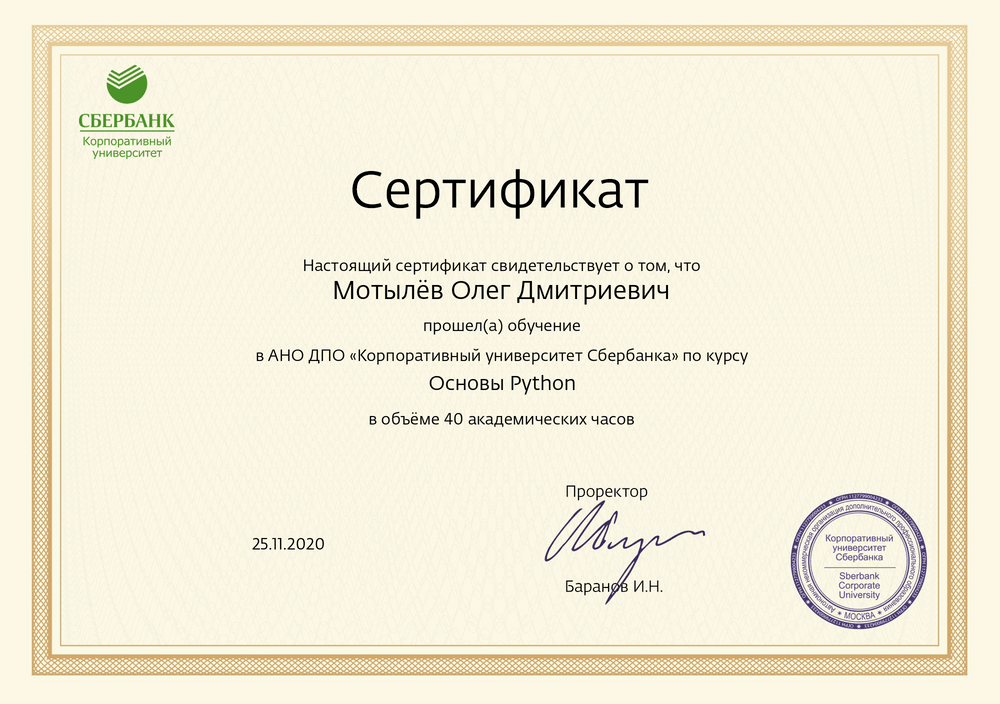 СБЕРБАНК
Корпоративный
университет
Сертификат
Настоящий сертификат свидетельствует о том, что
Мотылёв Олег Дмитриевич
прошел(а) обучение
в АНО ДПО «Корпоративный университет Сбербанка» по курсу
Основы Python
в объёме 40 академических часов
Проректор
25.11.2020
Баранов И.Н.
Автономная некоммерческая организация дополнительного профессионального образования
Корпоративный
университет
Сбербанка
Sberbank
Corporate
University
* МОСКВА *